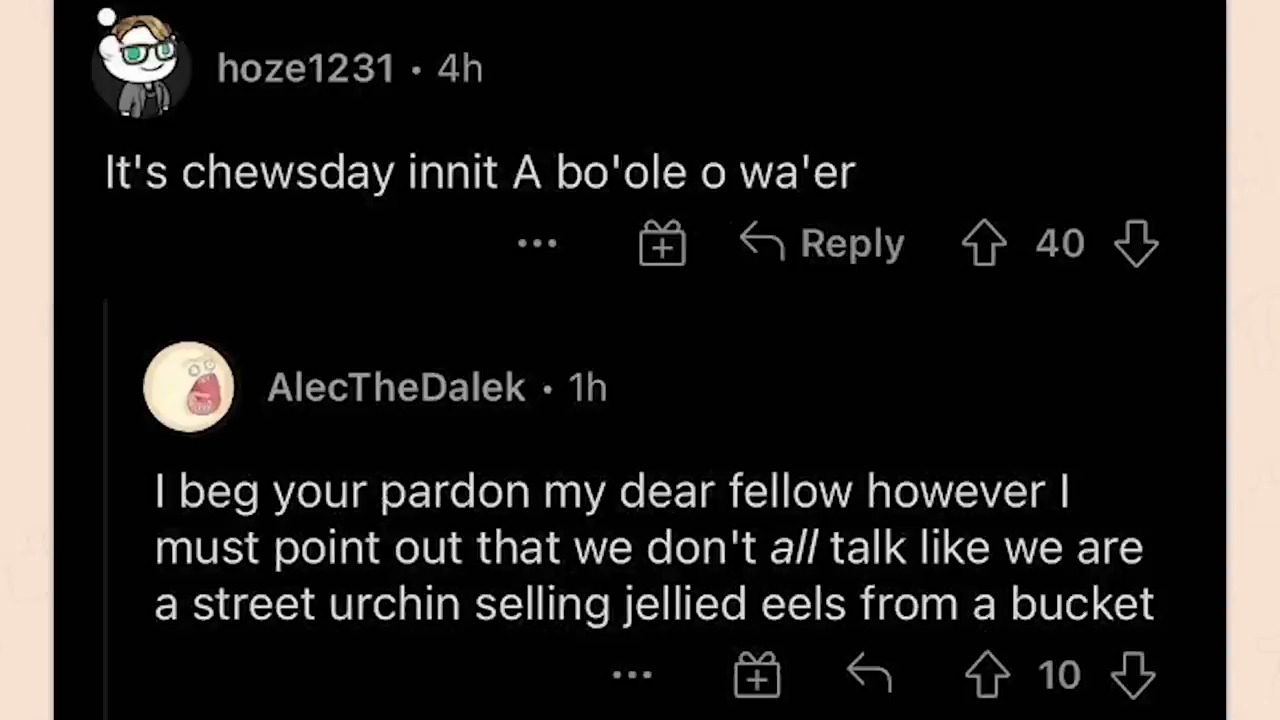 hoze1231 • 4h
It's chewsday innit A bo'ole o wa'er
... Reply 40
AlecTheDalek • 1h
I beg your pardon my dear fellow however I
must point out that we don't all talk like we are
a street urchin selling jellied eels from a bucket
... 10